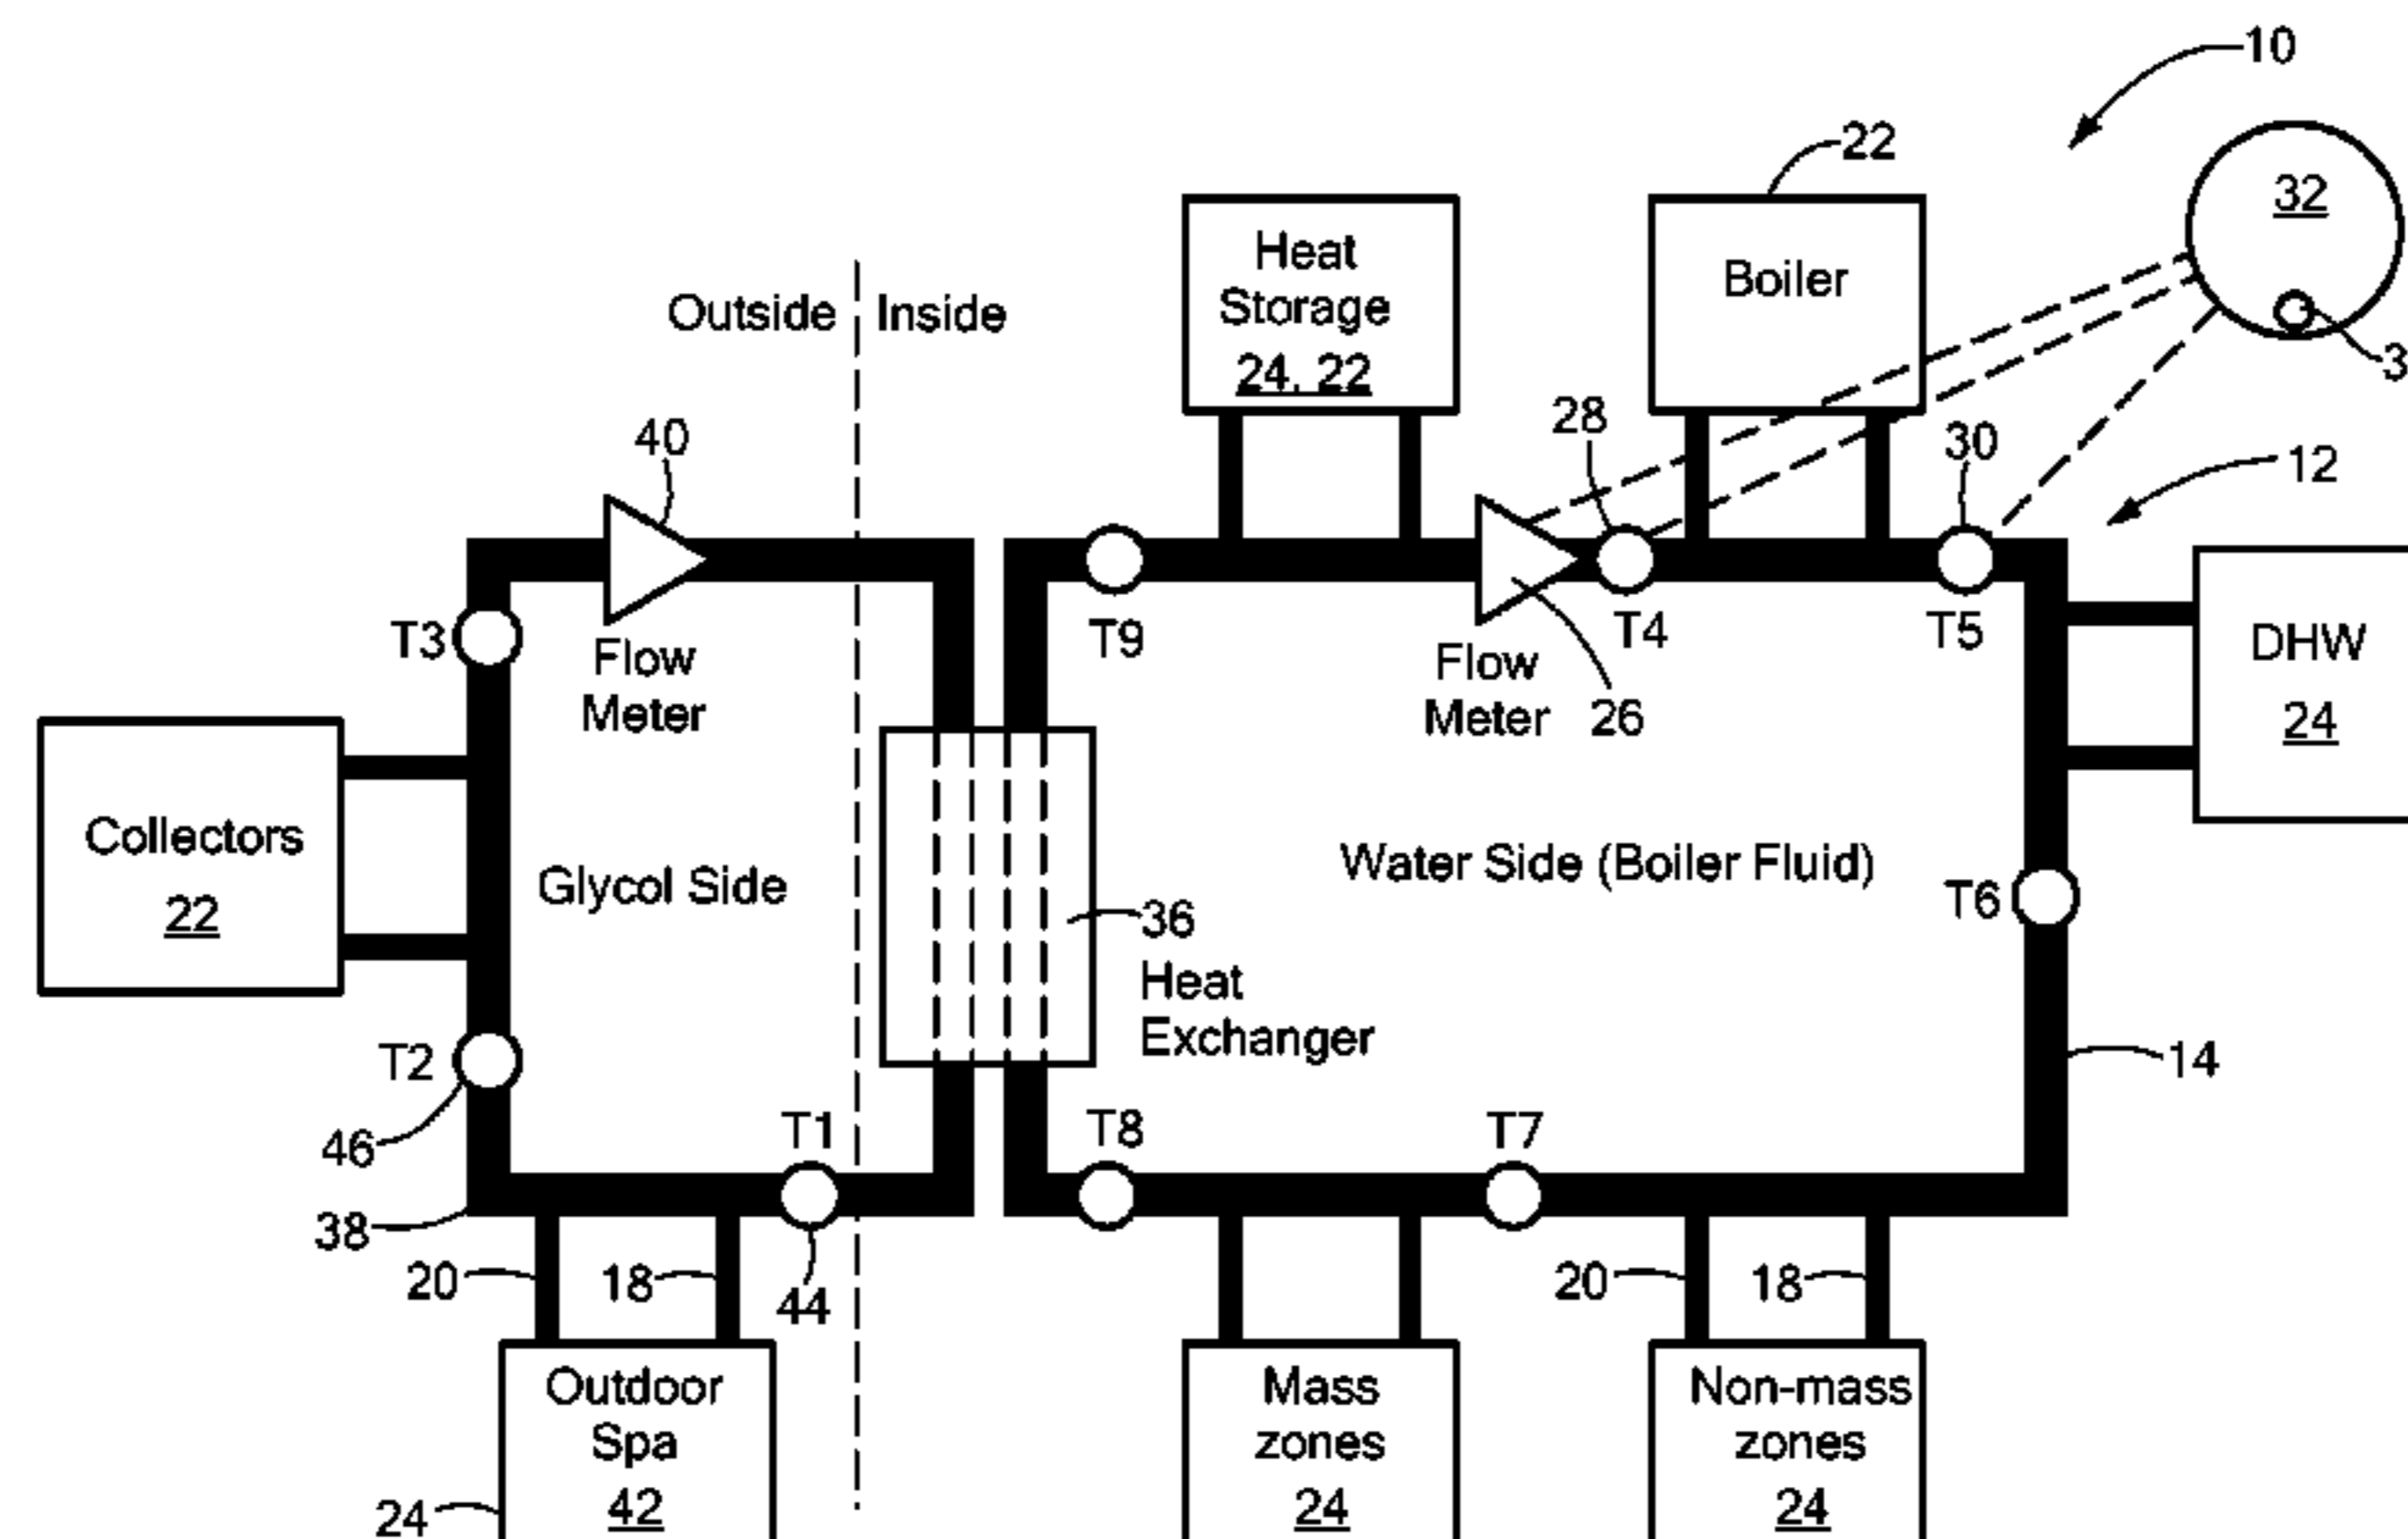 10
22
32
Heat
Storage
24, 22
Boiler
3
Outside
Inside
40
28
30
12
T3
Flow
Meter
T9
Flow
Meter
26
T4
T5
DHW
24
Collectors
22
Glycol Side
Water Side (Boiler Fluid)
T6
36
Heat
Exchanger
T2
46
14
T1
T8
T7
38
20
18
44
20
18
Outdoor
Spa
42
24
Mass
zones
24
Non-mass
zones
24